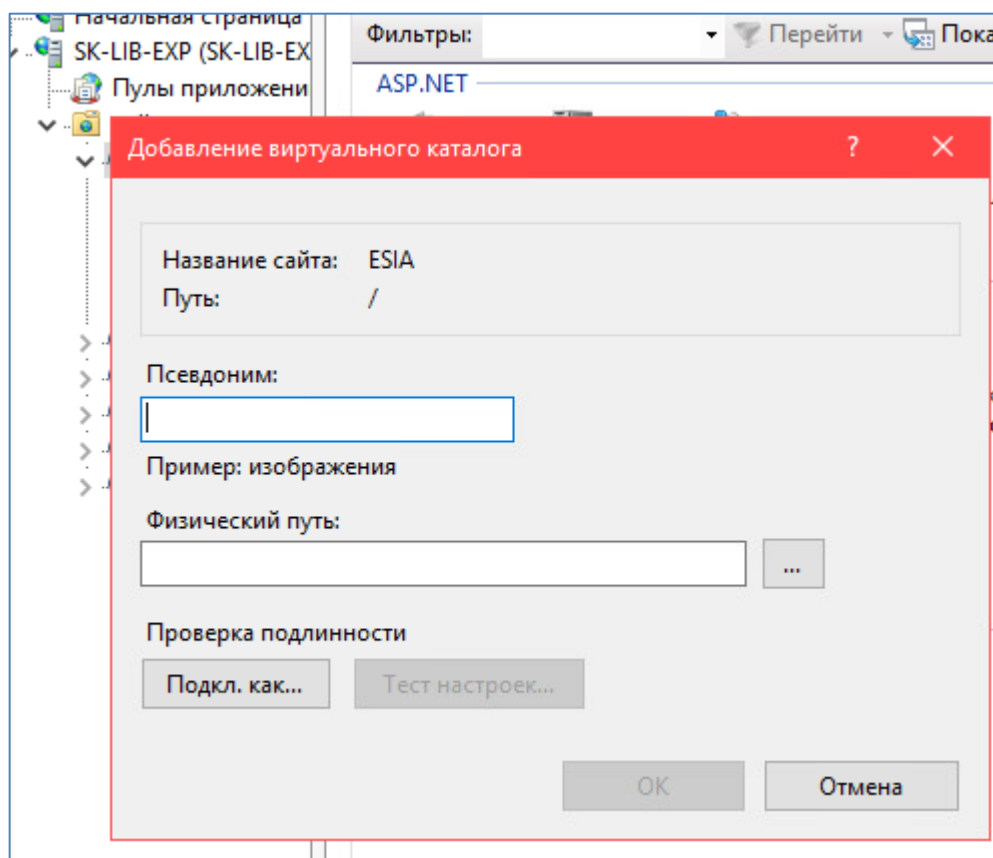 Начальная страница
SK-LIB-EXP (SK-LIB-EX
Пулы приложени
Фильтры:
Перейти
Пока
ASP.NET
Добавление виртуального каталога
?
Название сайта: ESIA
Путь: /
Псевдоним:
Пример: изображения
Физический путь:
...
Проверка подлинности
Подкл. как...
Тест настроек...
OK
Отмена